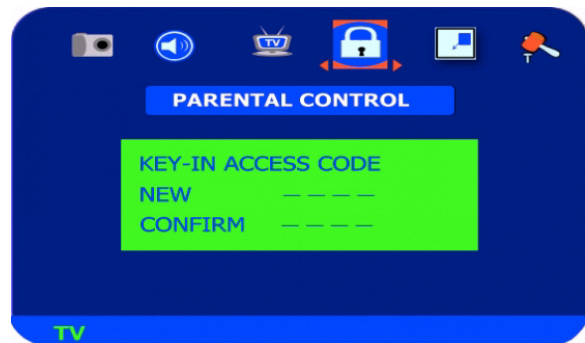 TV
PARENTAL CONTROL
KEY-IN ACCESS CODE
NEW _ _ _ _
CONFIRM _ _ _ _
TV